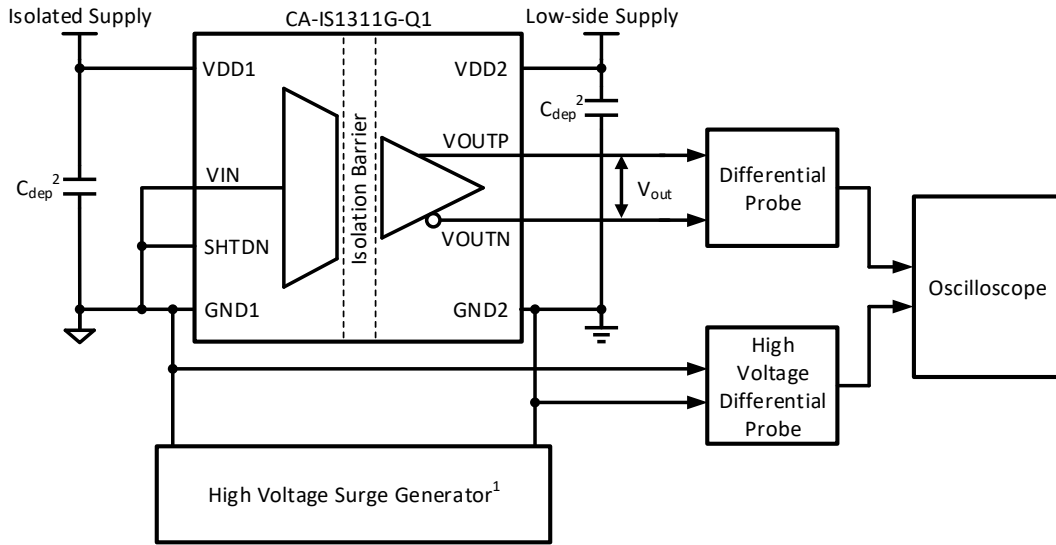 Isolated Supply
CA-IS1311G-Q1
Low-side Supply
VDD1
VDD2
Cdep2
VOUTP
Isolation Barrier
VIN
Cdep2
Vout
Differential
Probe
VOUTN
SHTDN
Oscilloscope
GND1
GND2
High
Voltage
Differential
Probe
High Voltage Surge Generator1